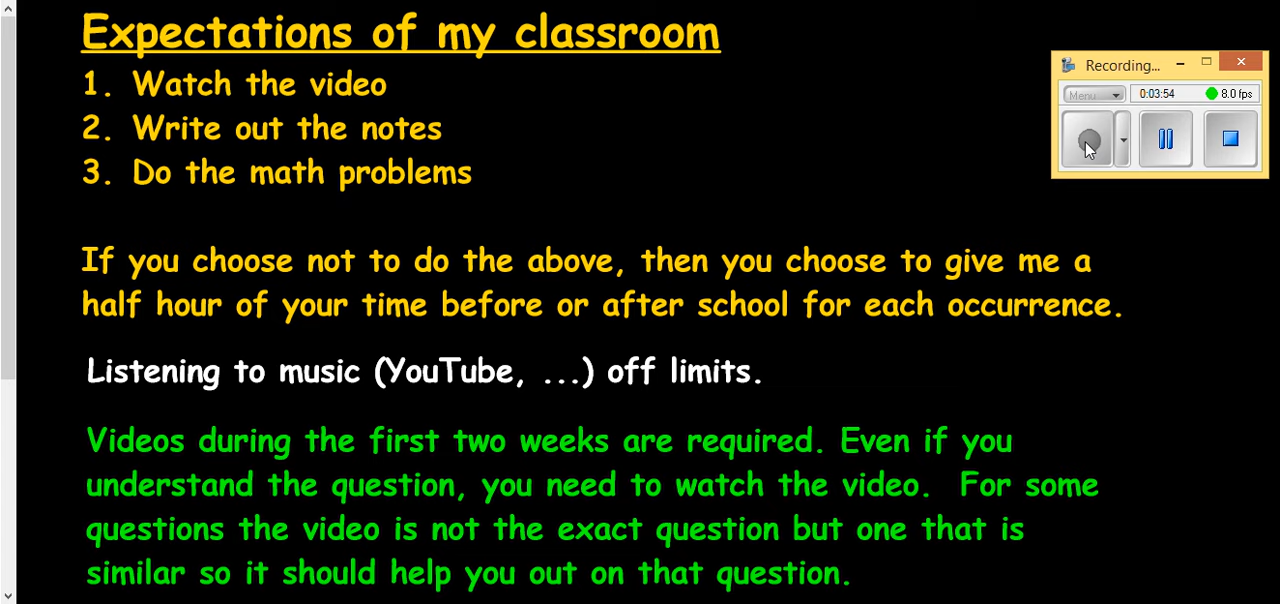 Expectations of my classroom
1. Watch the video
2. Write out the notes
3. Do the math problems
If you choose not to do the above, then you choose to give me a
half hour of your time before or after school for each occurrence.
Listening to music (YouTube, ...) off limits.
Videos during the first two weeks are required. Even if you
understand the question, you need to watch the video. For some
questions the video is not the exact question but one that is
similar so it should help you out on that question.
Recording...
Menu 0:03:54 8.0 fps